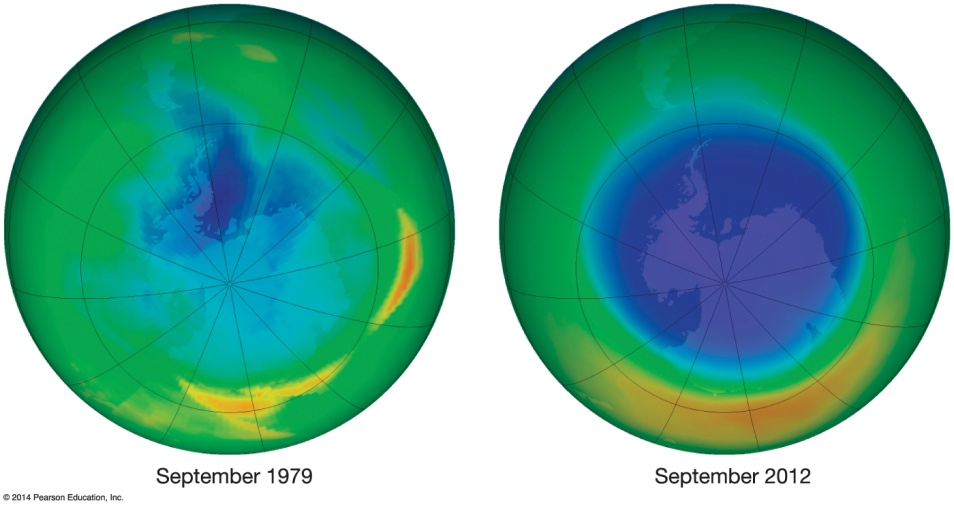 September 1979
September 2012
© 2014 Pearson Education, Inc.